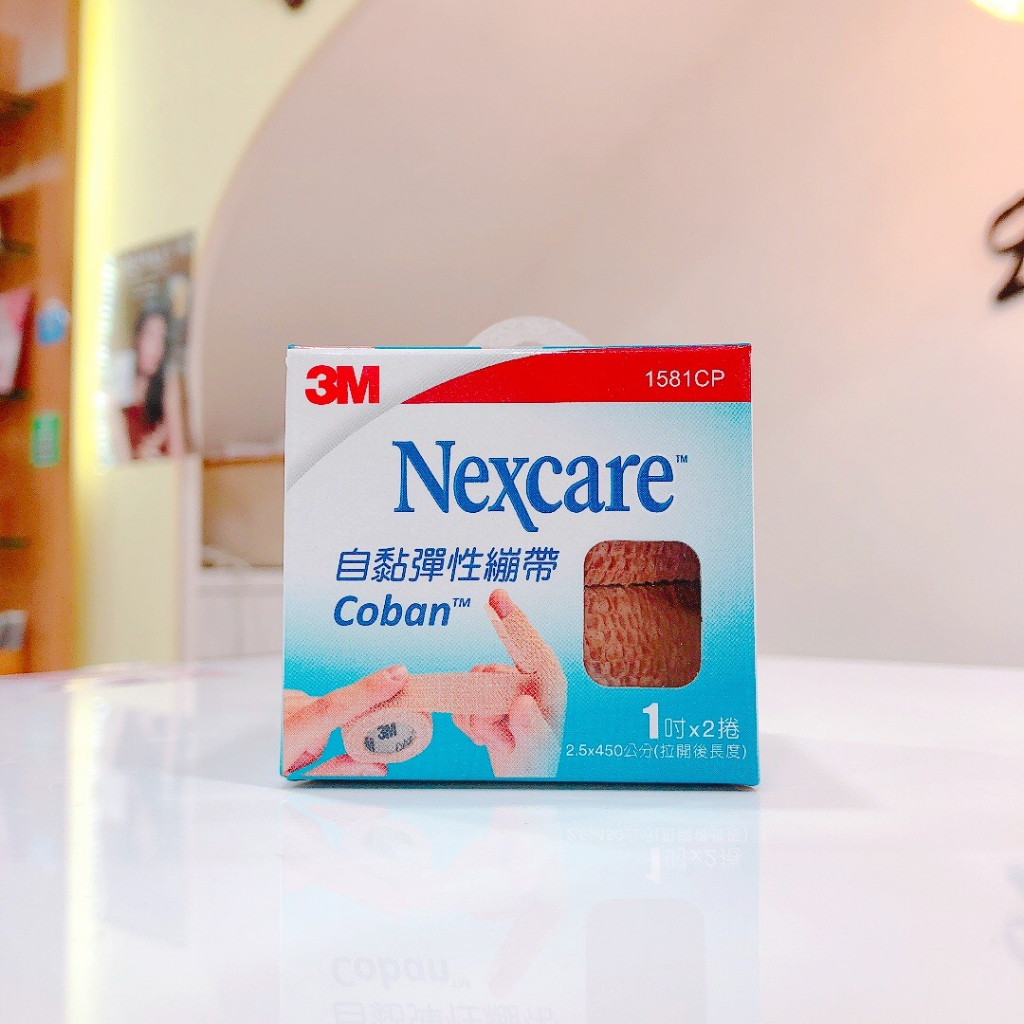 3M
1581CP
Nexcare™
自黏彈性繃帶
Coban™
3M
1吋x2捲
2.5x450公分(拉開後長度)